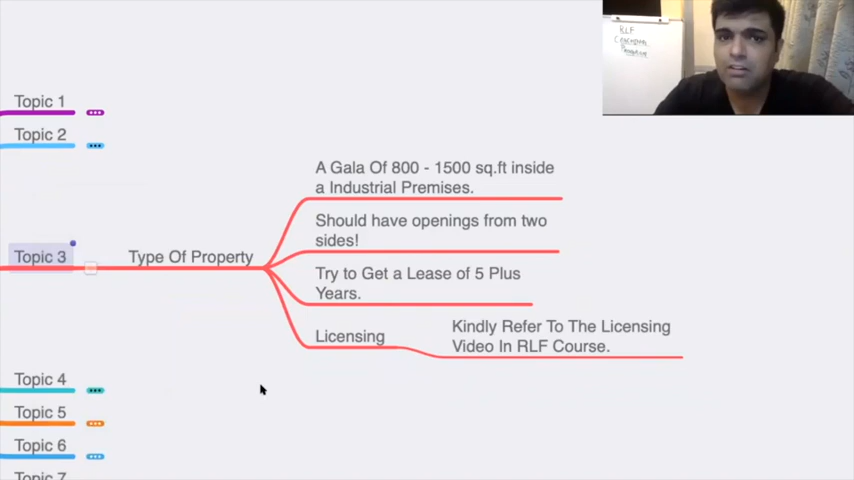 RLF
Topic 1
Topic 2
A Gala Of 800 - 1500 sq.ft inside
a Industrial Premises.
Should have openings from two
sides!
Topic 3
Type Of Property
Try to Get a Lease of 5 Plus
Years.
Licensing
Kindly Refer To The Licensing
Video In RLF Course.
Topic 4
Topic 5
Topic 6
Topic 7